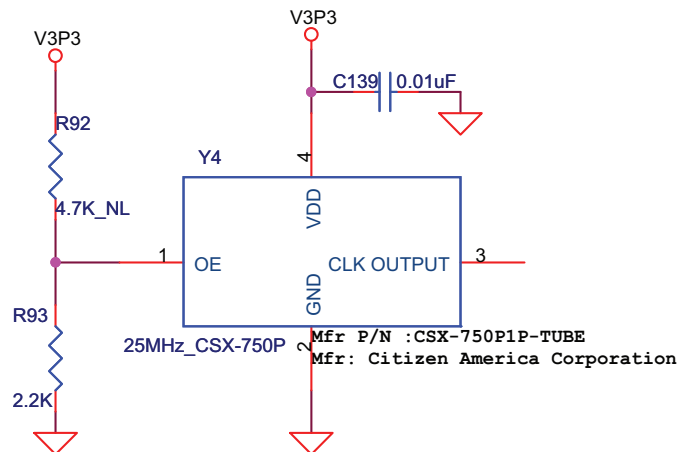 V3P3
V3P3
C139
0.01uF
R92
4.7K_NL
Y4
4
VDD
1
OE
CLK OUTPUT
3
GND
2
R93
2.2K
25MHz_CSX-750P
Mfr P/N :CSX-750P1P-TUBE
Mfr: Citizen America Corporation